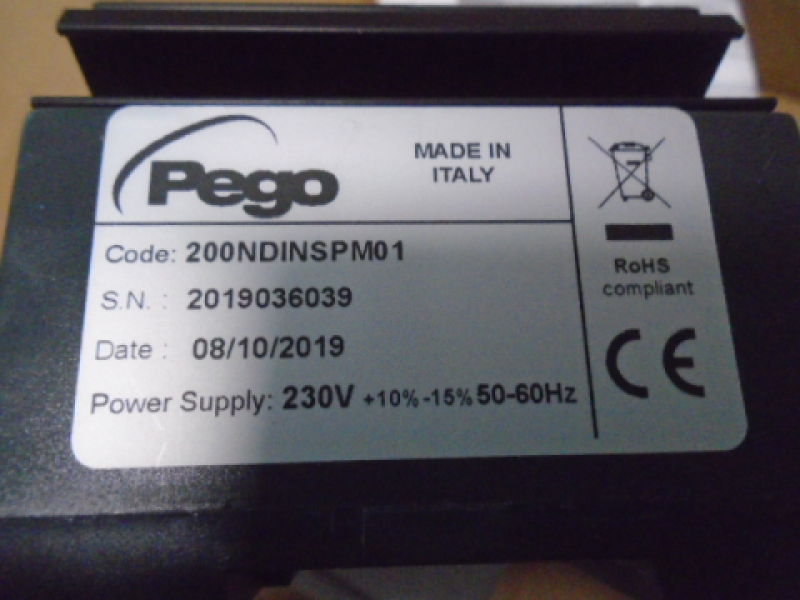 Pego
MADE IN
ITALY
Code: 200NDINSPM01
S.N. : 2019036039
Date : 08/10/2019
Power Supply: 230V +10% -15% 50-60Hz
RoHS
compliant
CE